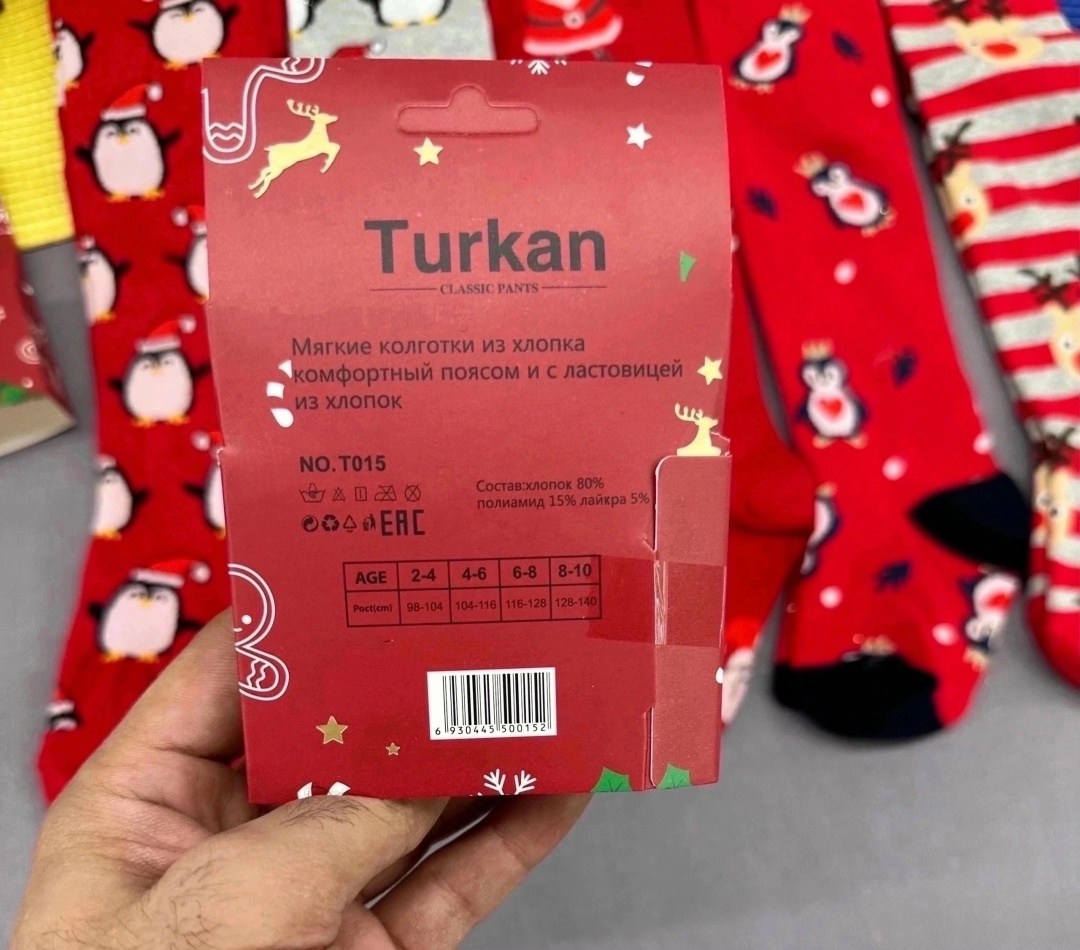 Turkan
CLASSIC PANTS
Мягкие колготки из хлопка
комфортный поясом и с ластовицей
из хлопок
NO. T015
Состав:хлопок 80%
полиамид 15% лайкра 5%
EAC
AGE 2-4 4-6 6-8 8-10
Рост(cm) 98-104 104-116 116-128 128-140
6 930445 500152